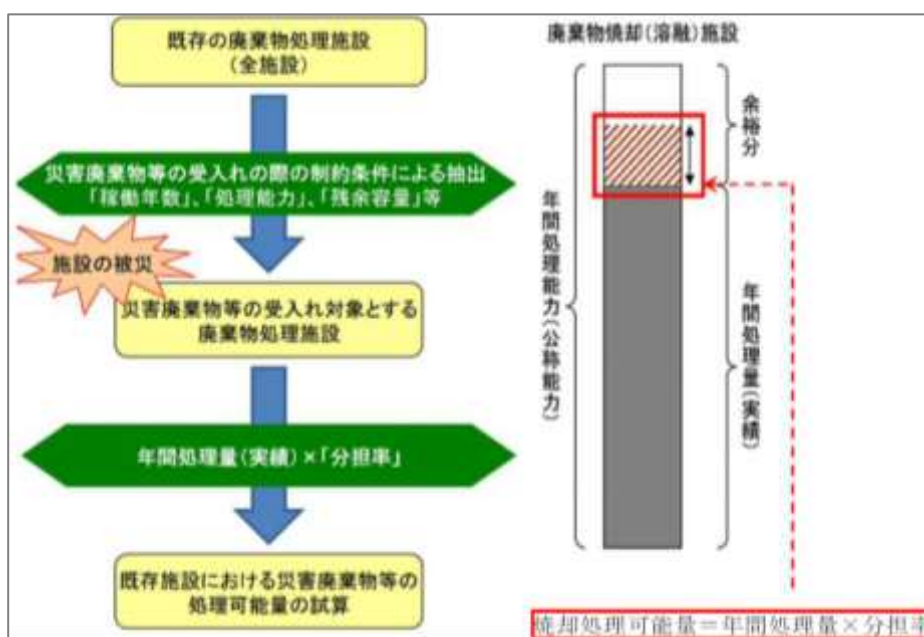 既存の廃棄物処理施設
(全施設)
災害廃棄物等の受入れの際の制約条件による抽出
「稼働年数」、「処理能力」、「残余容量」等
施設の被災
災害廃棄物等の受入れ対象とする
廃棄物処理施設
年間処理量(実績)×「分担率」
既存施設における災害廃棄物等の
処理可能量の試算
廃棄物焼却(溶融)施設
年間処理能力(公称能力)
余裕分
年間処理量(実績)
焼却処理可能量=年間処理量×分担率